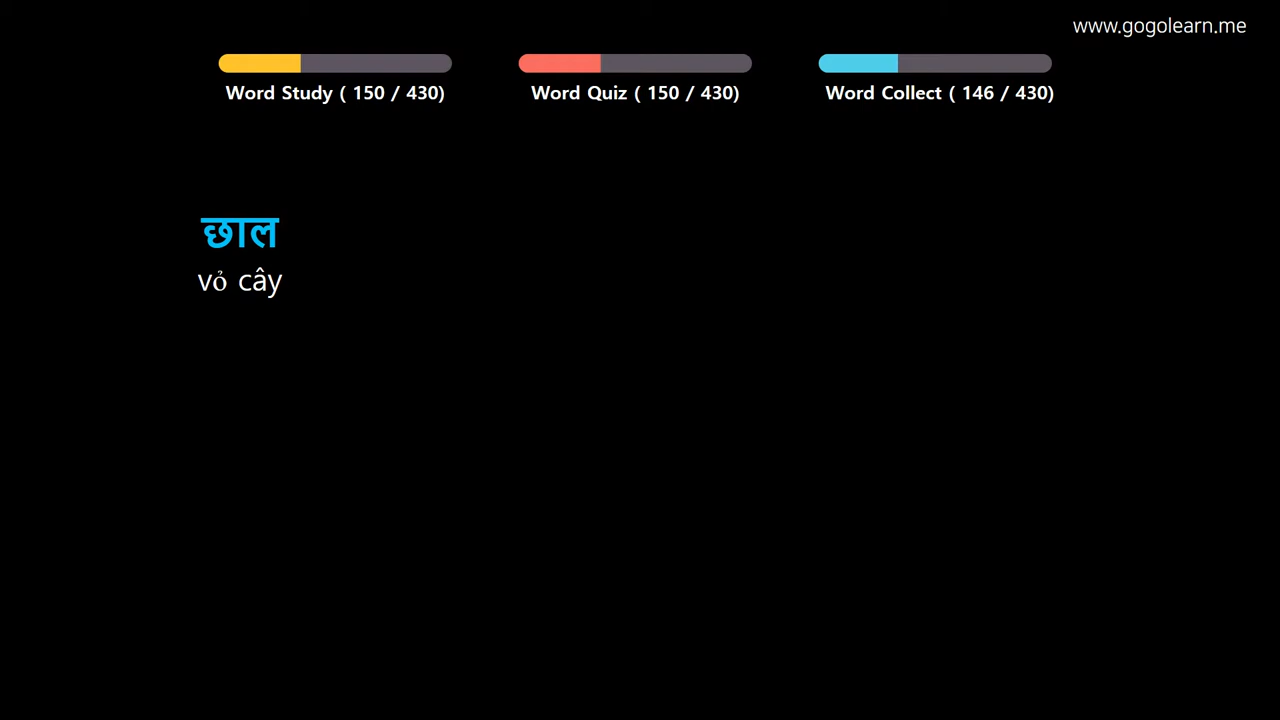 www.gogolearn.me
Word Study ( 150 / 430)
Word Quiz ( 150 / 430)
Word Collect ( 146 / 430)
छाल
vỏ cây